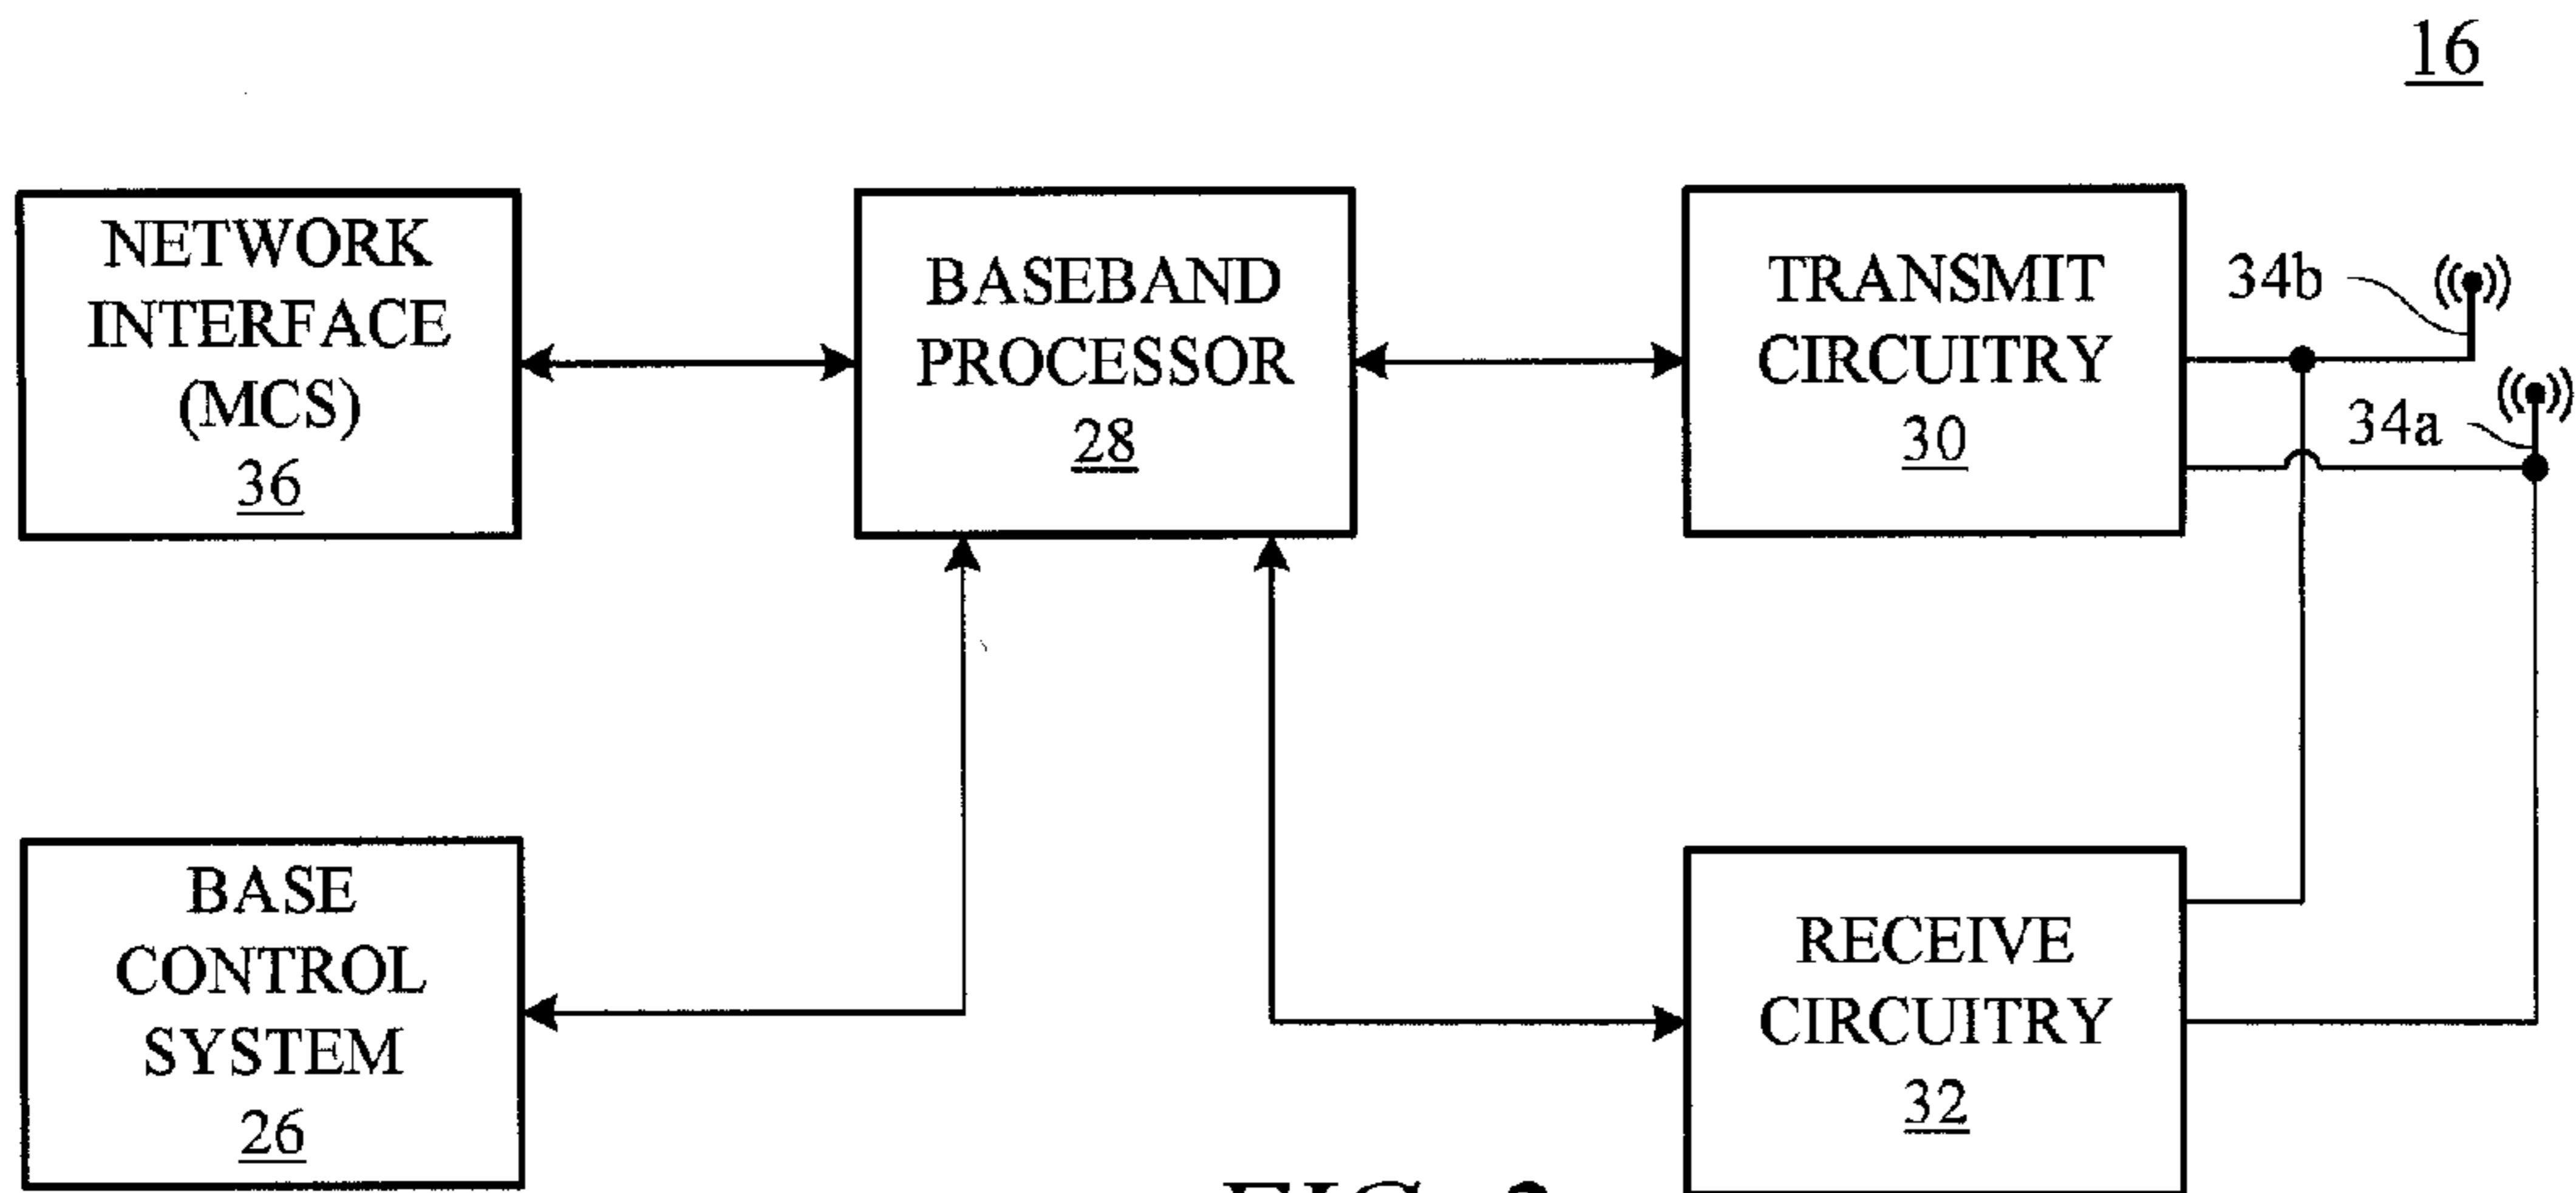 16
NETWORK
INTERFACE
(MCS)
36
BASEBAND
PROCESSOR
28
TRANSMIT
CIRCUITRY
30
34b
34a
BASE
CONTROL
SYSTEM
26
RECEIVE
CIRCUITRY
32